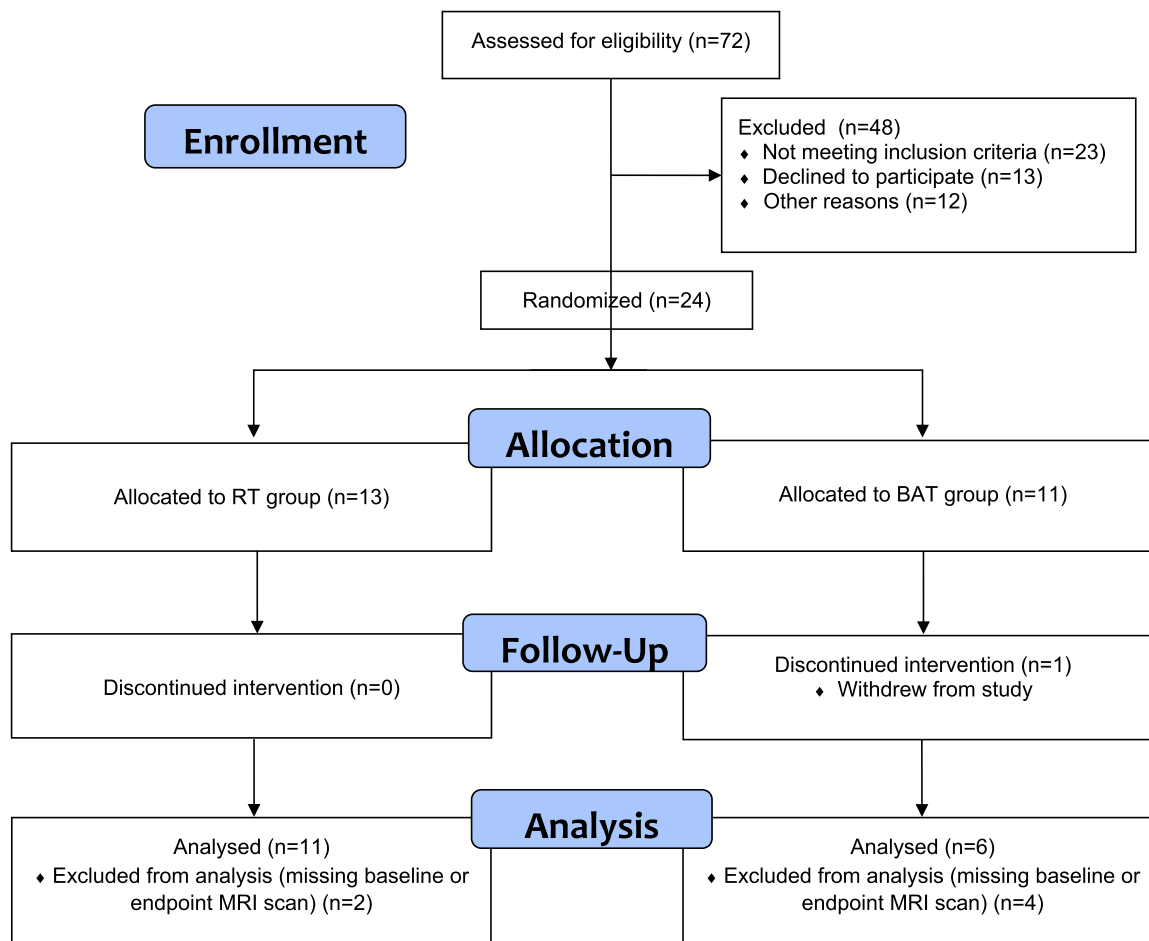 Assessed for eligibility (n=72)
Enrollment
Excluded (n=48)
♦ Not meeting inclusion criteria (n=23)
♦ Declined to participate (n=13)
♦ Other reasons (n=12)
Randomized (n=24)
Allocation
Allocated to RT group (n=13)
Allocated to BAT group (n=11)
Follow-Up
Discontinued intervention (n=0)
Discontinued intervention (n=1)
♦ Withdrew from study
Analysis
Analysed (n=11)
♦ Excluded from analysis (missing baseline or
endpoint MRI scan) (n=2)
Analysed (n=6)
♦ Excluded from analysis (missing baseline or
endpoint MRI scan) (n=4)